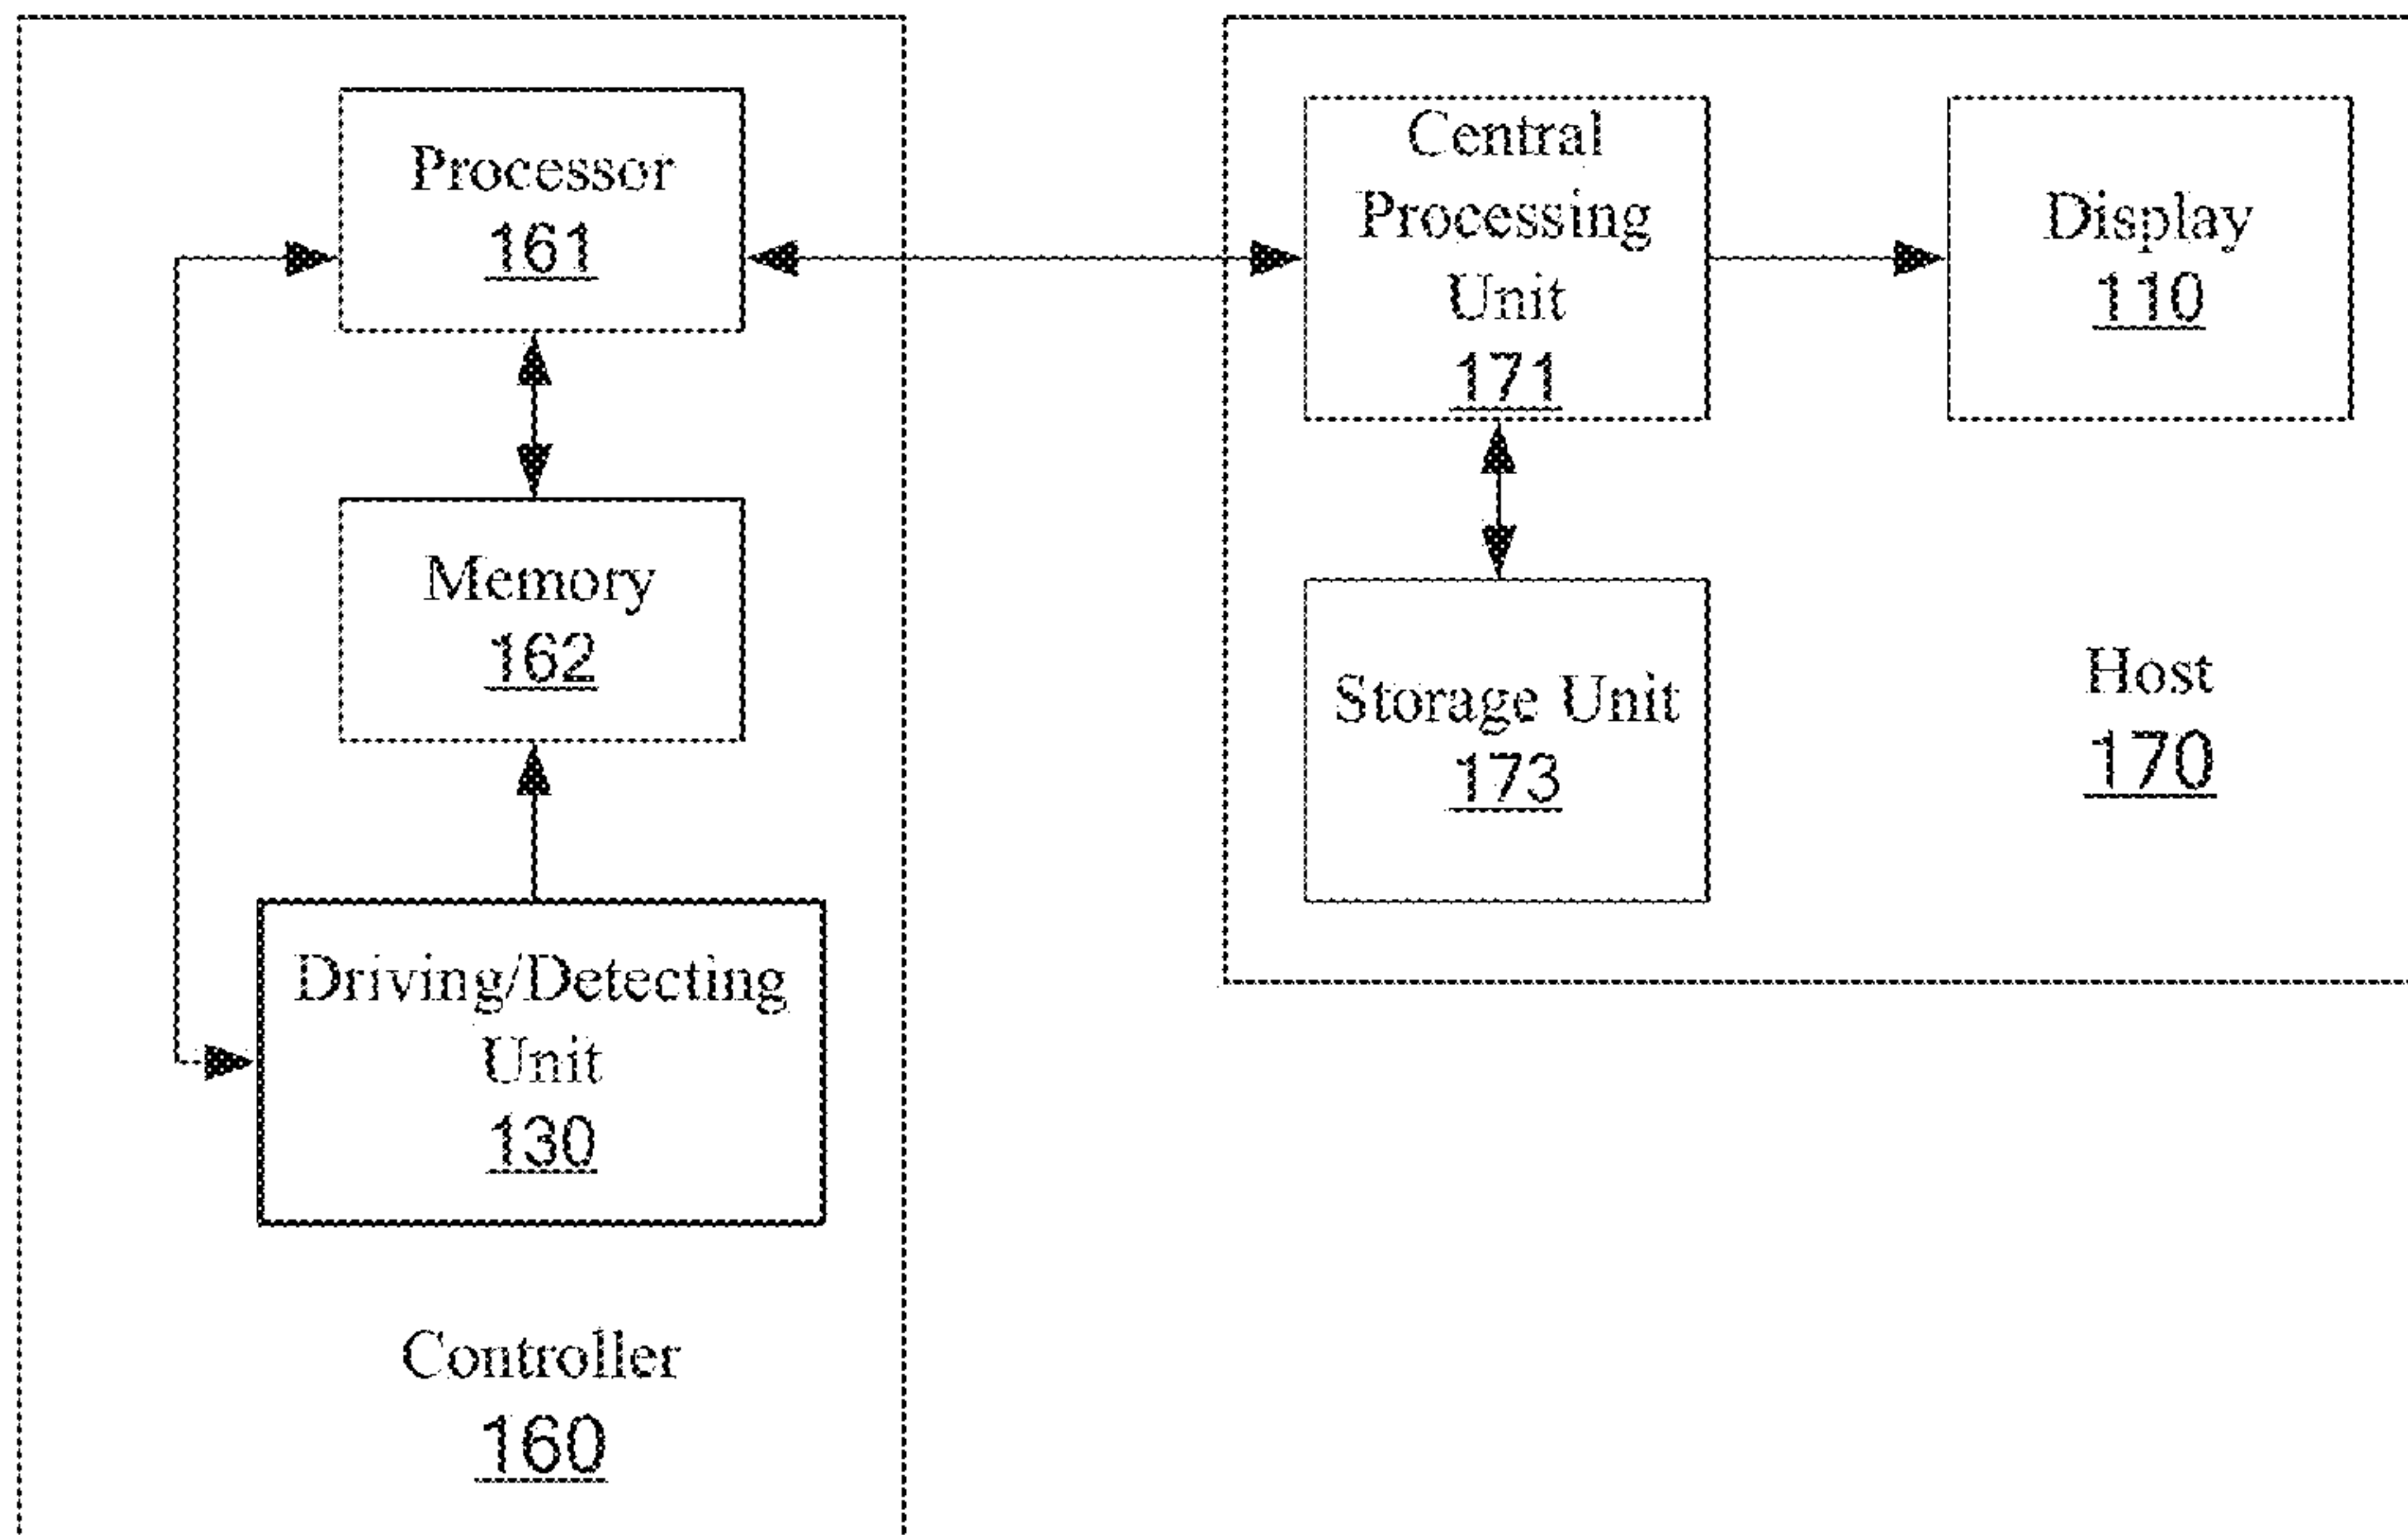 Processor
161
Memory
162
Driving/Detecting
Unit
130
Controller
160
Central
Processing
Unit
171
Display
110
Storage Unit
173
Host
170